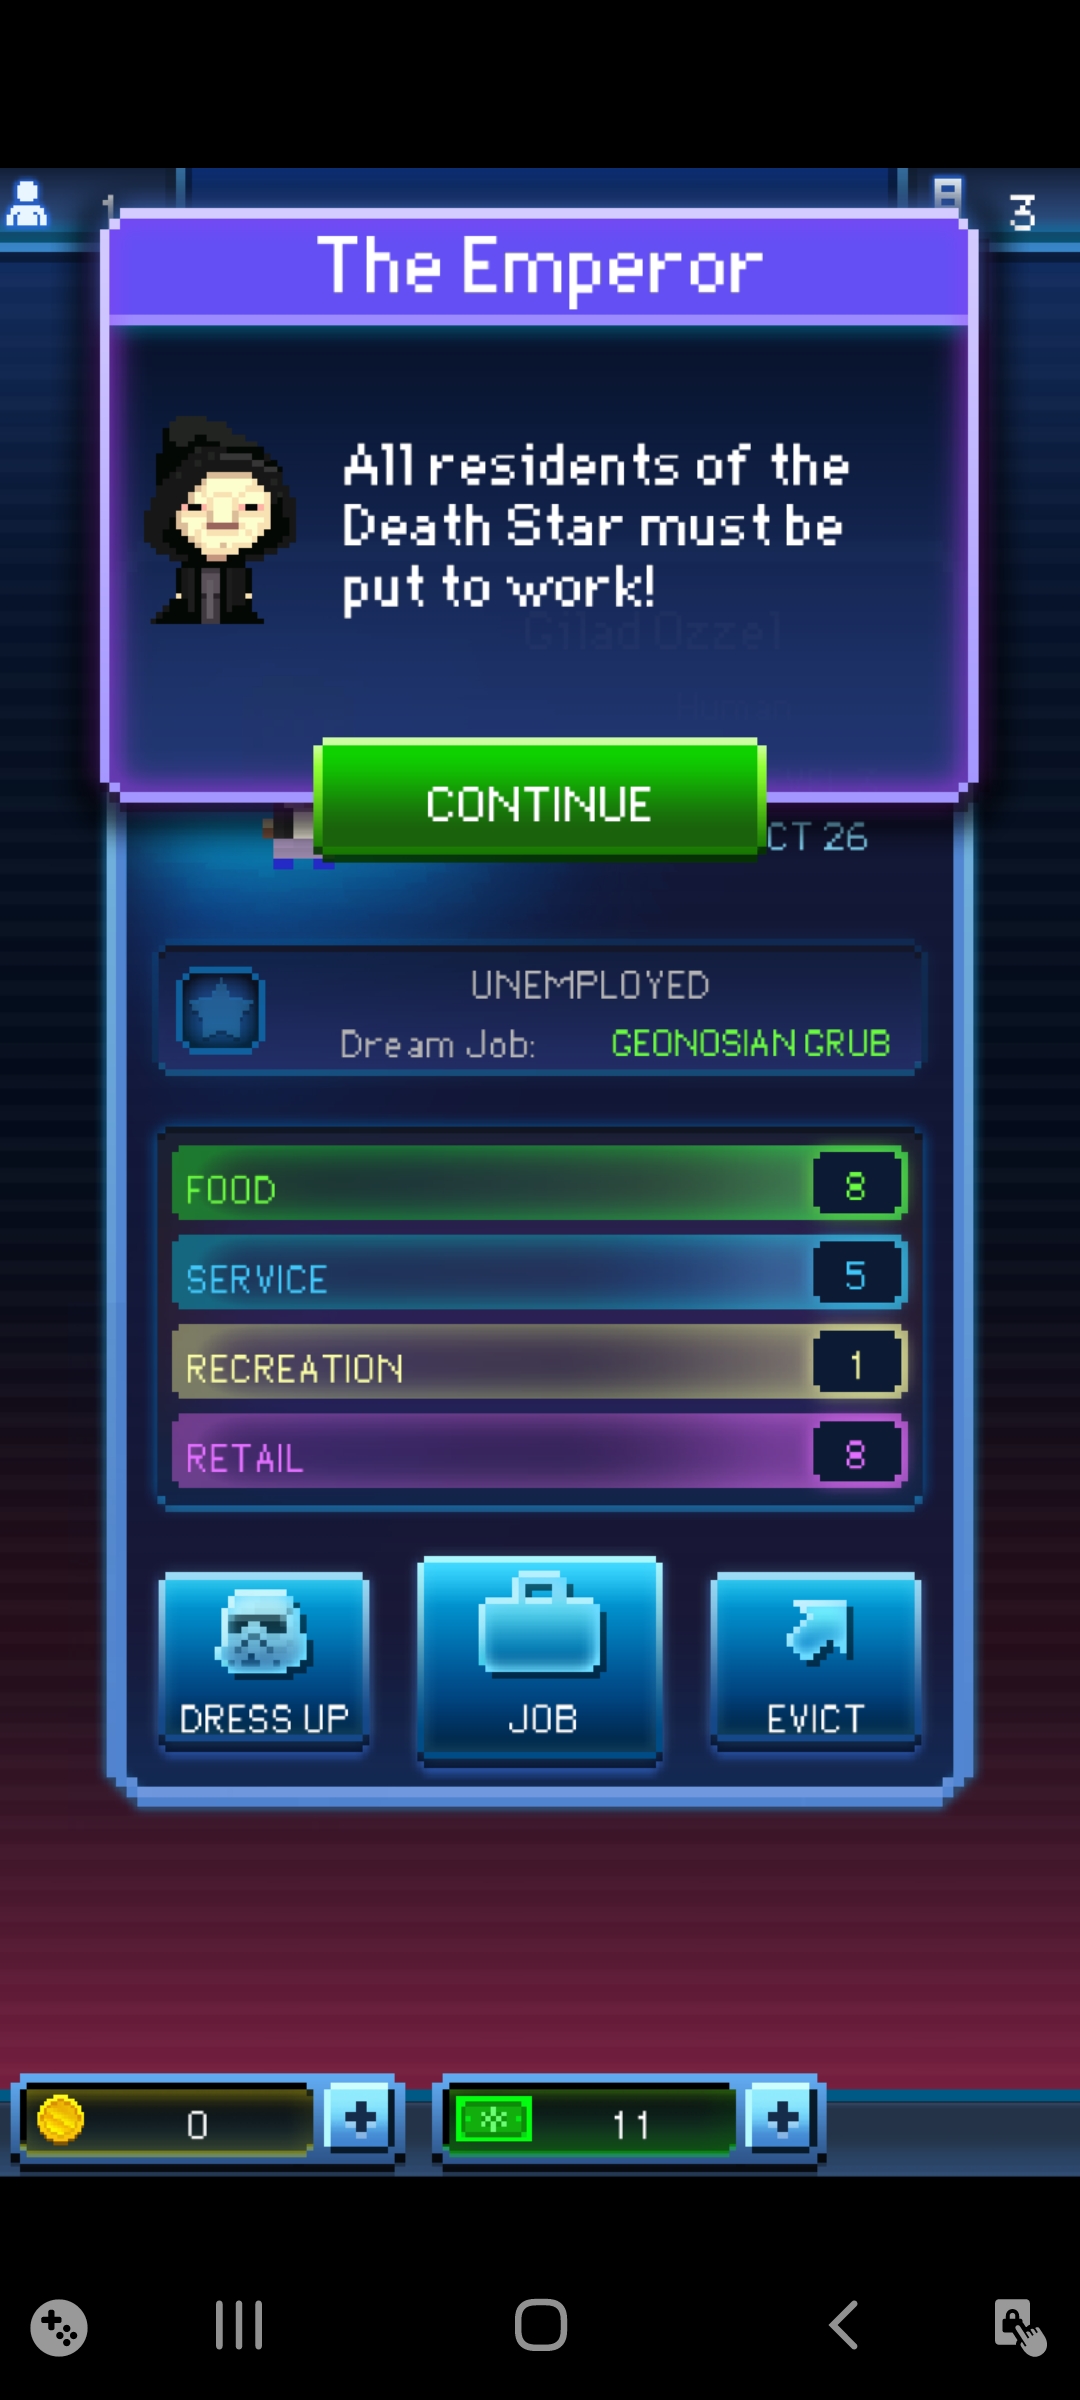 1
3
The Emperor
All residents of the
Death Star must be
put to work!
Gilad Ozzel
Human
CONTINUE
CT 26
UNEMPLOYED
Dream Job: GEONOSIAN GRUB
FOOD 8
SERVICE 5
RECREATION 1
RETAIL 8
DRESS UP
JOB
EVICT
0
11